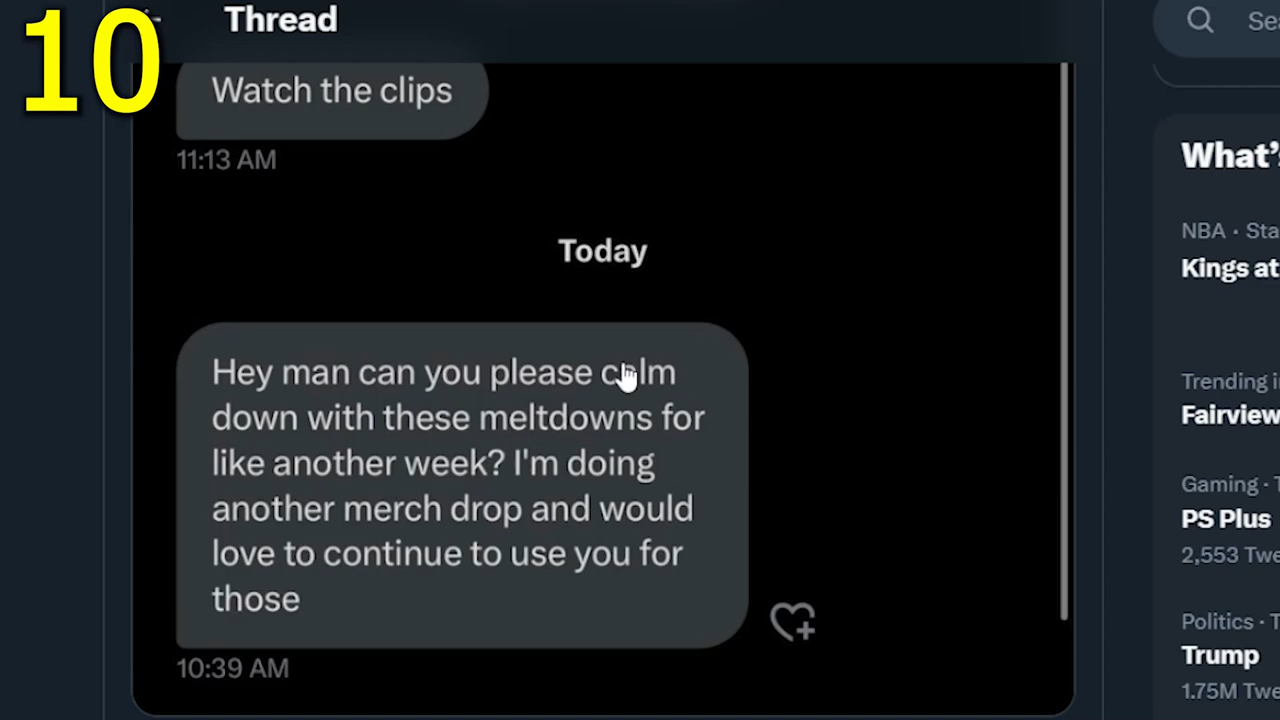 10
Thread
Watch the clips
11:13 AM
Today
Hey man can you please calm
down with these meltdowns for
like another week? I'm doing
another merch drop and would
love to continue to use you for
those
10:39 AM
What's
NBA · Sta
Kings at
Trending i
Fairview
Gaming · T
PS Plus
2,553 Twe
Politics · T
Trump
1.75M Twe